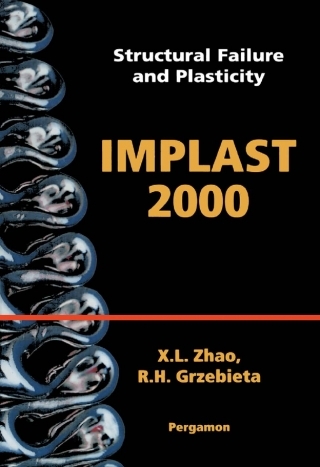 Structural Failure
and Plasticity
IMPLAST
2000
X.L. Zhao,
R.H. Grzebieta
Pergamon